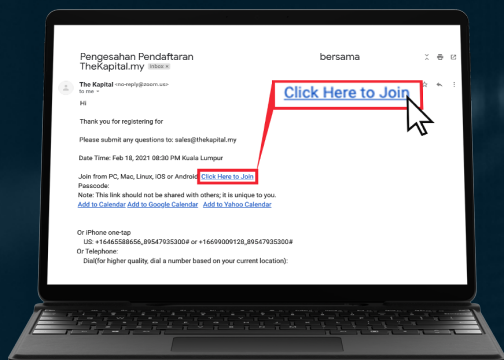 Pengesahan Pendaftaran bersama
TheKapital.my Inbox x
The Kapital <no-reply@zoom.us>
to me
Click Here to Join
Hi
Thank you for registering for
Please submit any questions to: sales@thekapital.my
Date Time: Feb 18, 2021 08:30 PM Kuala Lumpur
Join from PC, Mac, Linux, iOS or Android: Click Here to Join
Passcode:
Note: This link should not be shared with others; it is unique to you.
Add to Calendar Add to Google Calendar Add to Yahoo Calendar
Or iPhone one-tap
US: +16465588656,89547935300# or +16699009128,89547935300#
Or Telephone:
Dial(for higher quality, dial a number based on your current location):